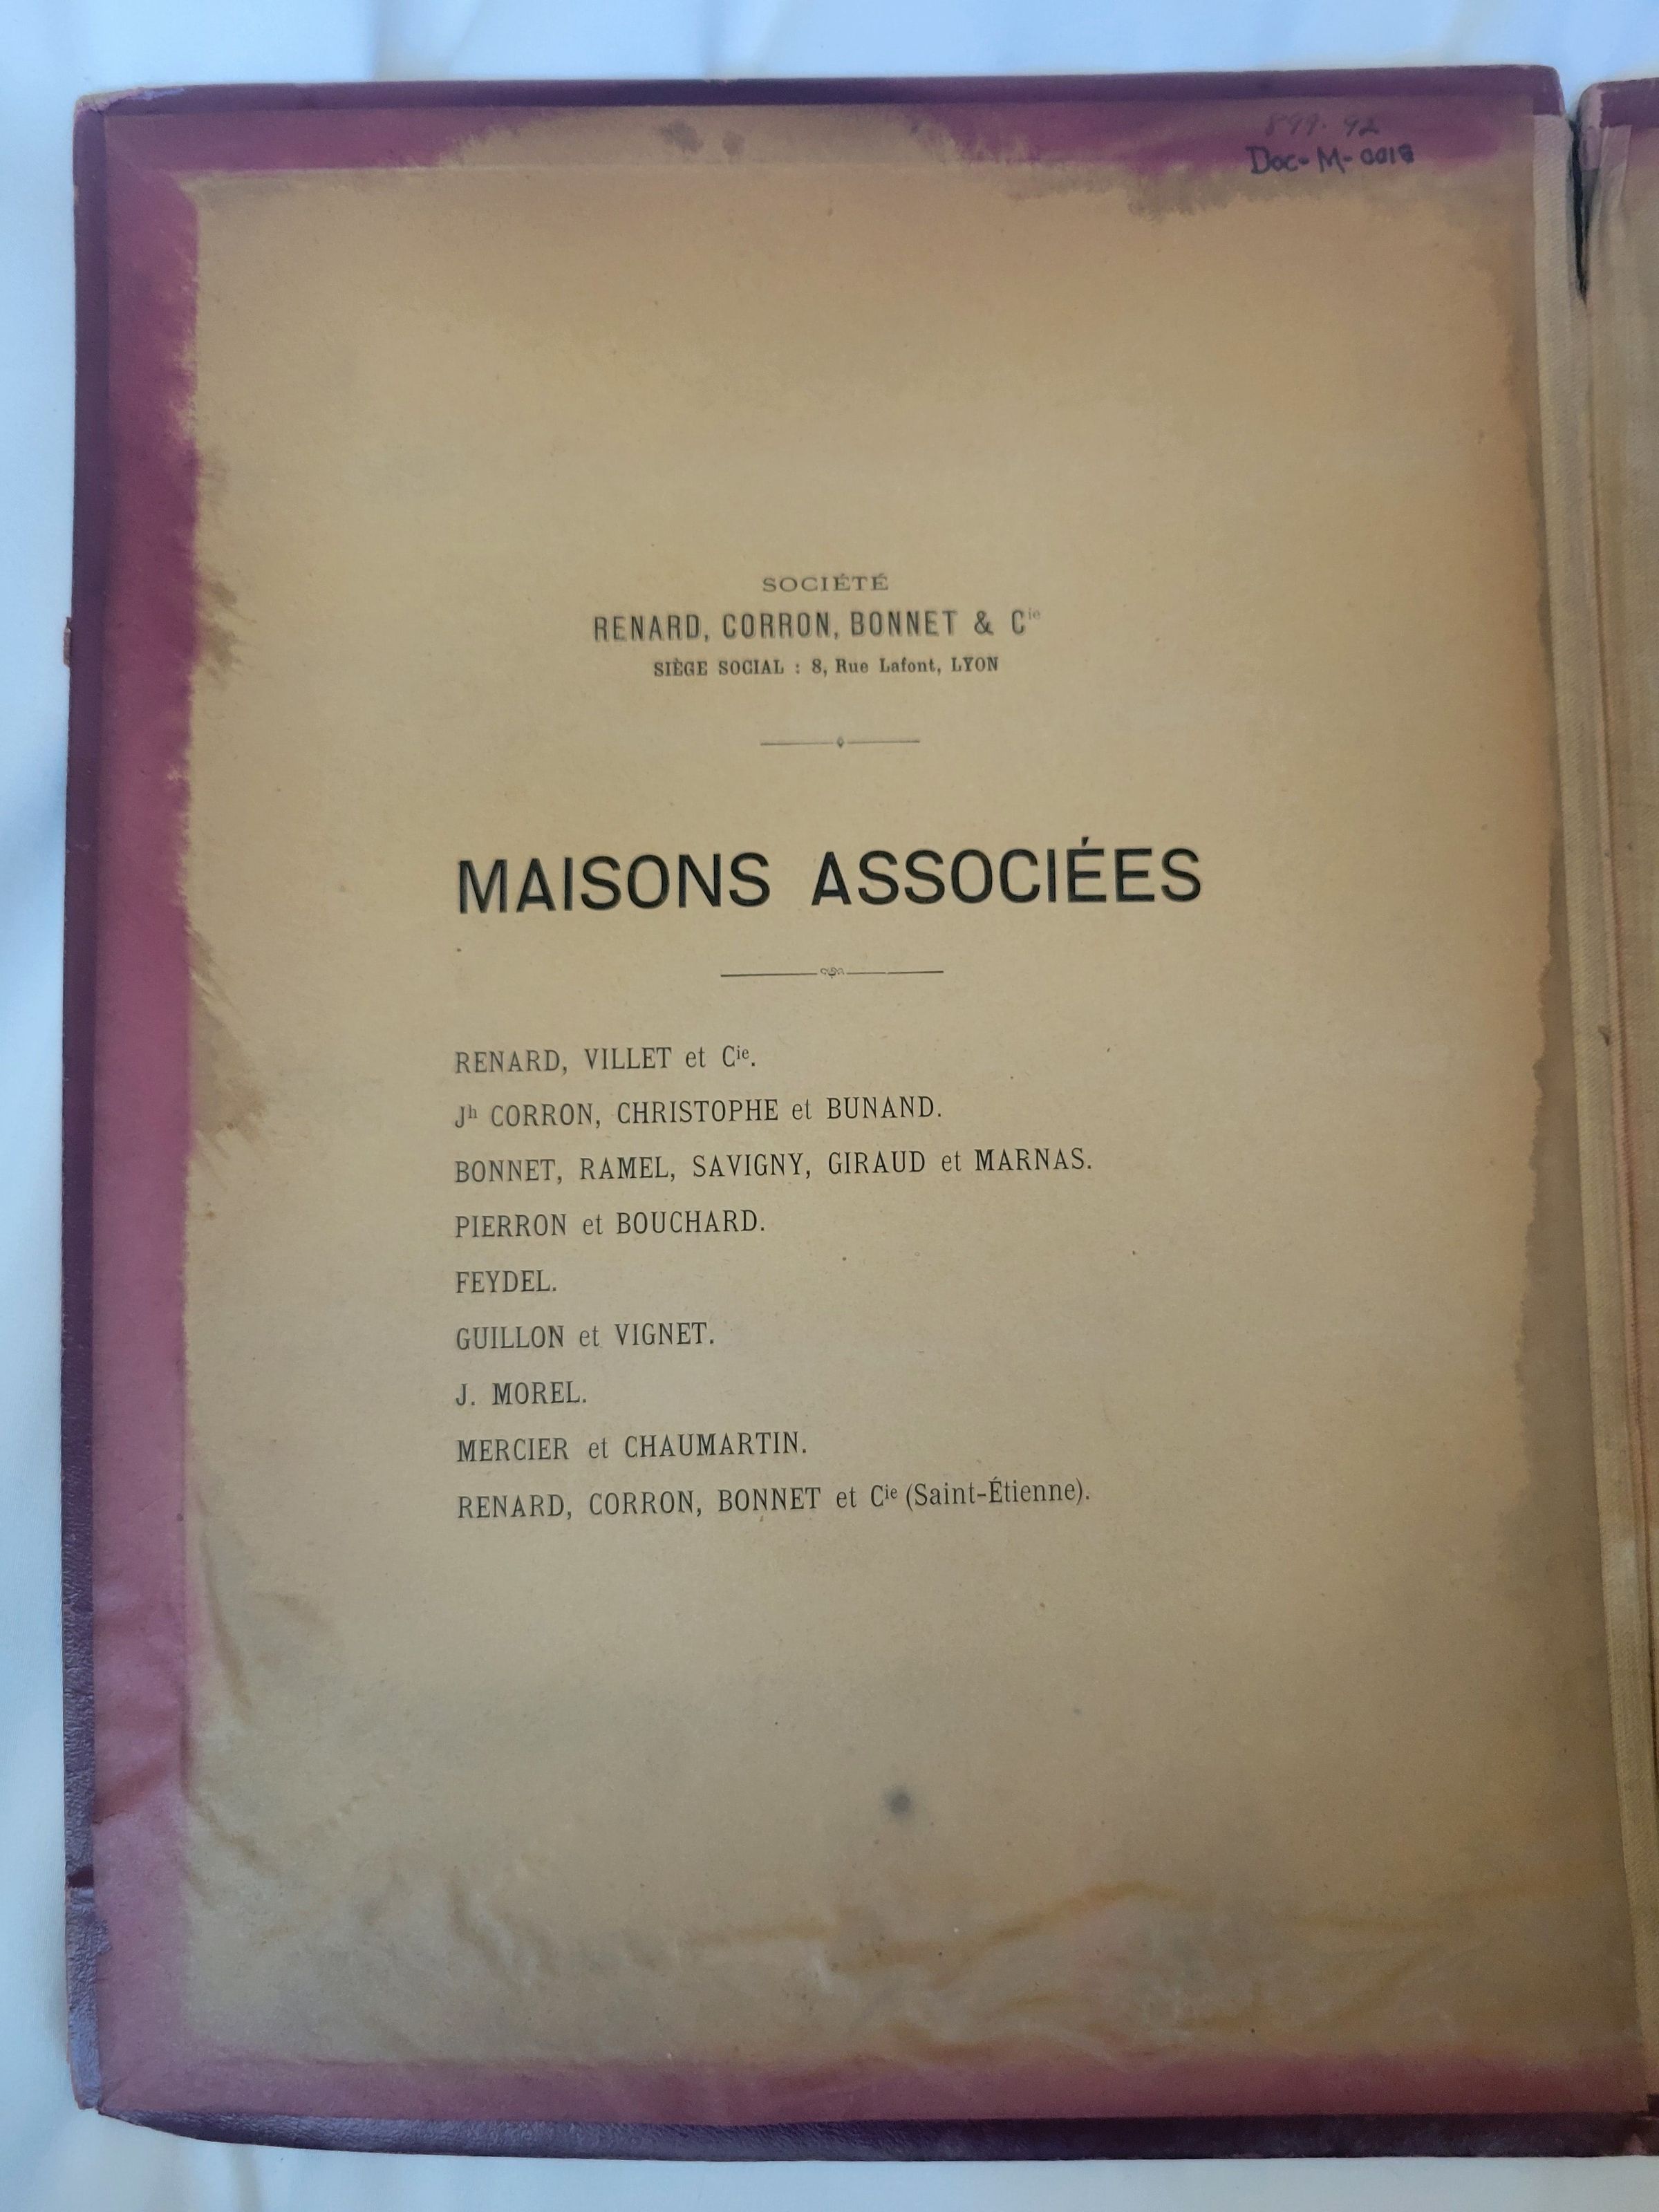 899.92
Doc-M-0018
SOCIÉTÉ
RENARD, CORRON, BONNET & Cie
SIÈGE SOCIAL : 8, Rue Lafont, LYON
MAISONS ASSOCIÉES
RENARD, VILLET et Cie.
Jh CORRON, CHRISTOPHE et BUNAND.
BONNET, RAMEL, SAVIGNY, GIRAUD et MARNAS.
PIERRON et BOUCHARD.
FEYDEL.
GUILLON et VIGNET.
J. MOREL.
MERCIER et CHAUMARTIN.
RENARD, CORRON, BONNET et Cie (Saint-Étienne).